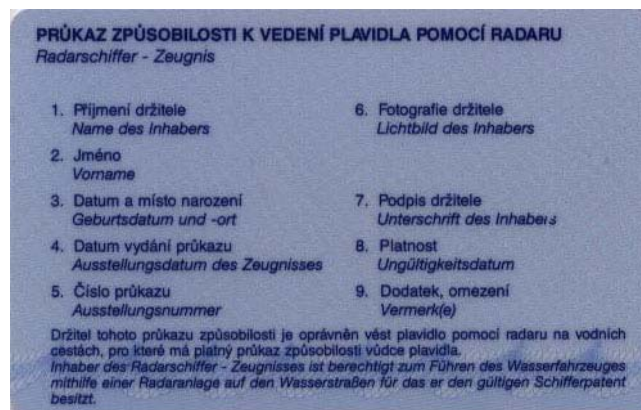 PRŮKAZ ZPŮSOBILOSTI K VEDENÍ PLAVIDLA POMOCÍ RADARU
Radarschiffer - Zeugnis
1. Příjmení držitele
Name des Inhabers
2. Jméno
Vorname
3. Datum a místo narození
Geburtsdatum und -ort
4. Datum vydání průkazu
Ausstellungsdatum des Zeugnisses
5. Číslo průkazu
Ausstellungsnummer
6. Fotografie držitele
Lichtbild des Inhabers
7. Podpis držitele
Unterschrift des Inhabers
8. Platnost
Ungültigkeitsdatum
9. Dodatek, omezení
Vermerk(e)
Držitel tohoto průkazu způsobilosti je oprávněn vést plavidlo pomocí radaru na vodních
cestách, pro které má platný průkaz způsobilosti vůdce plavidla.
Inhaber des Radarschiffer - Zeugnisses ist berechtigt zum Führen des Wasserfahrzeuges
mithilfe einer Radaranlage auf den Wasserstraßen für das er den gültigen Schifferpatent
besitzt.